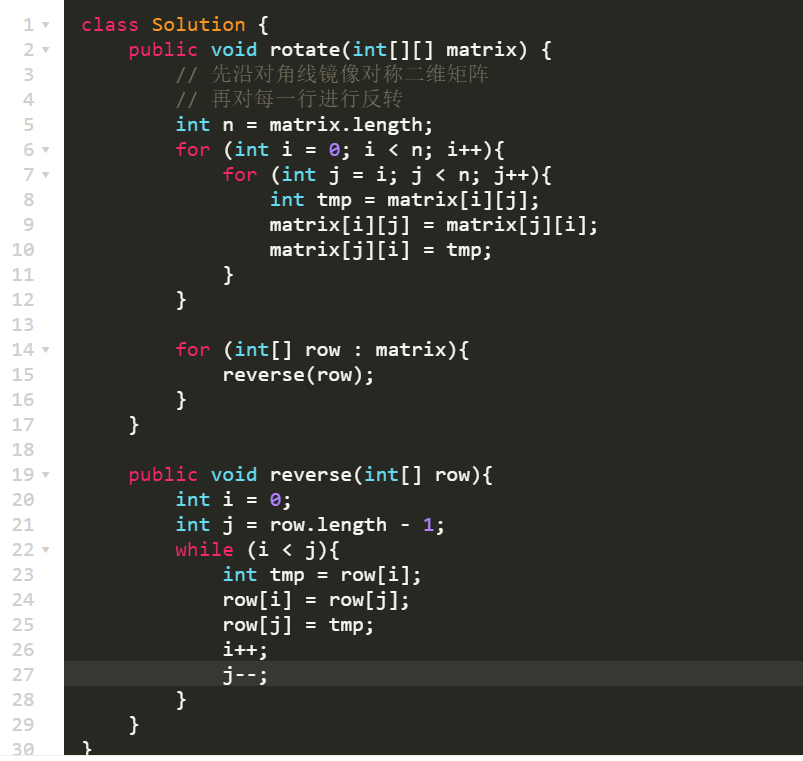 1 class Solution {
2     public void rotate(int[][] matrix) {
3         // 先沿对角线镜像对称二维矩阵
4         // 再对每一行进行反转
5         int n = matrix.length;
6         for (int i = 0; i < n; i++){
7             for (int j = i; j < n; j++){
8                 int tmp = matrix[i][j];
9                 matrix[i][j] = matrix[j][i];
10                 matrix[j][i] = tmp;
11             }
12         }
13
14         for (int[] row : matrix){
15             reverse(row);
16         }
17     }
18
19     public void reverse(int[] row){
20         int i = 0;
21         int j = row.length - 1;
22         while (i < j){
23             int tmp = row[i];
24             row[i] = row[j];
25             row[j] = tmp;
26             i++;
27             j--;
28         }
29     }
30 }